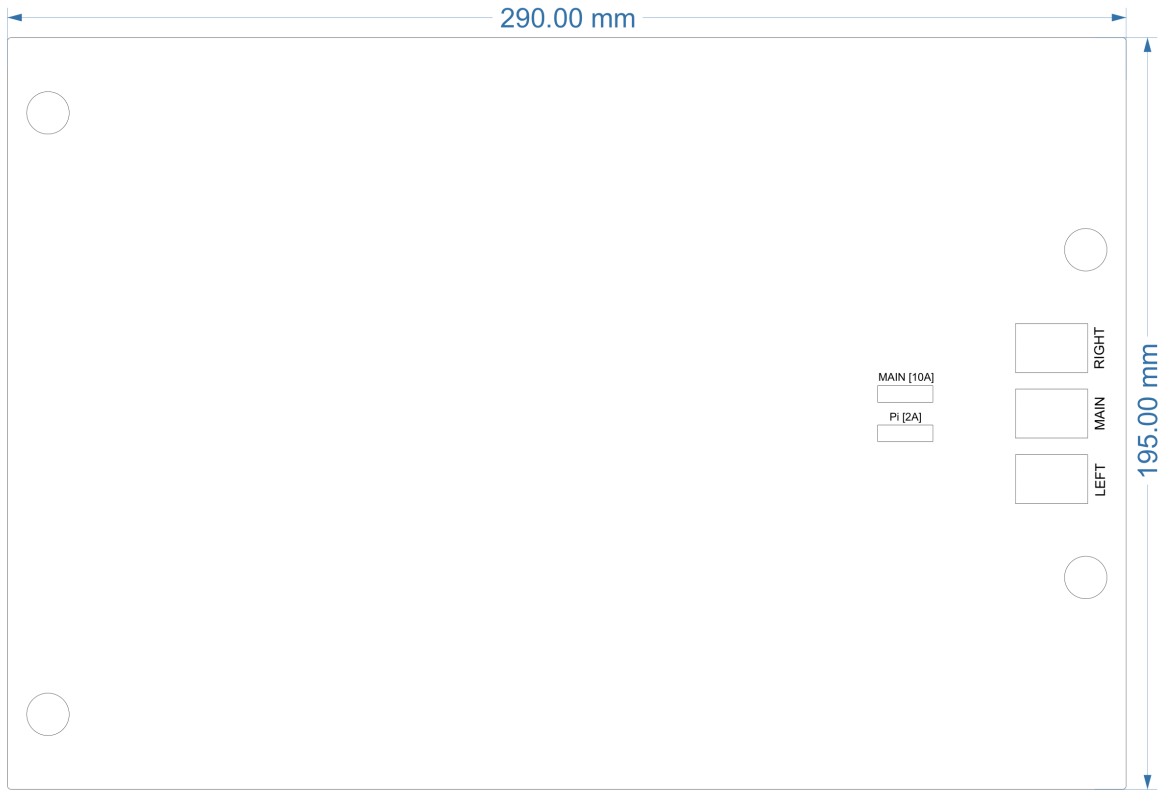 290.00 mm
RIGHT
MAIN [10A]
MAIN
195.00 mm
Pi [2A]
LEFT